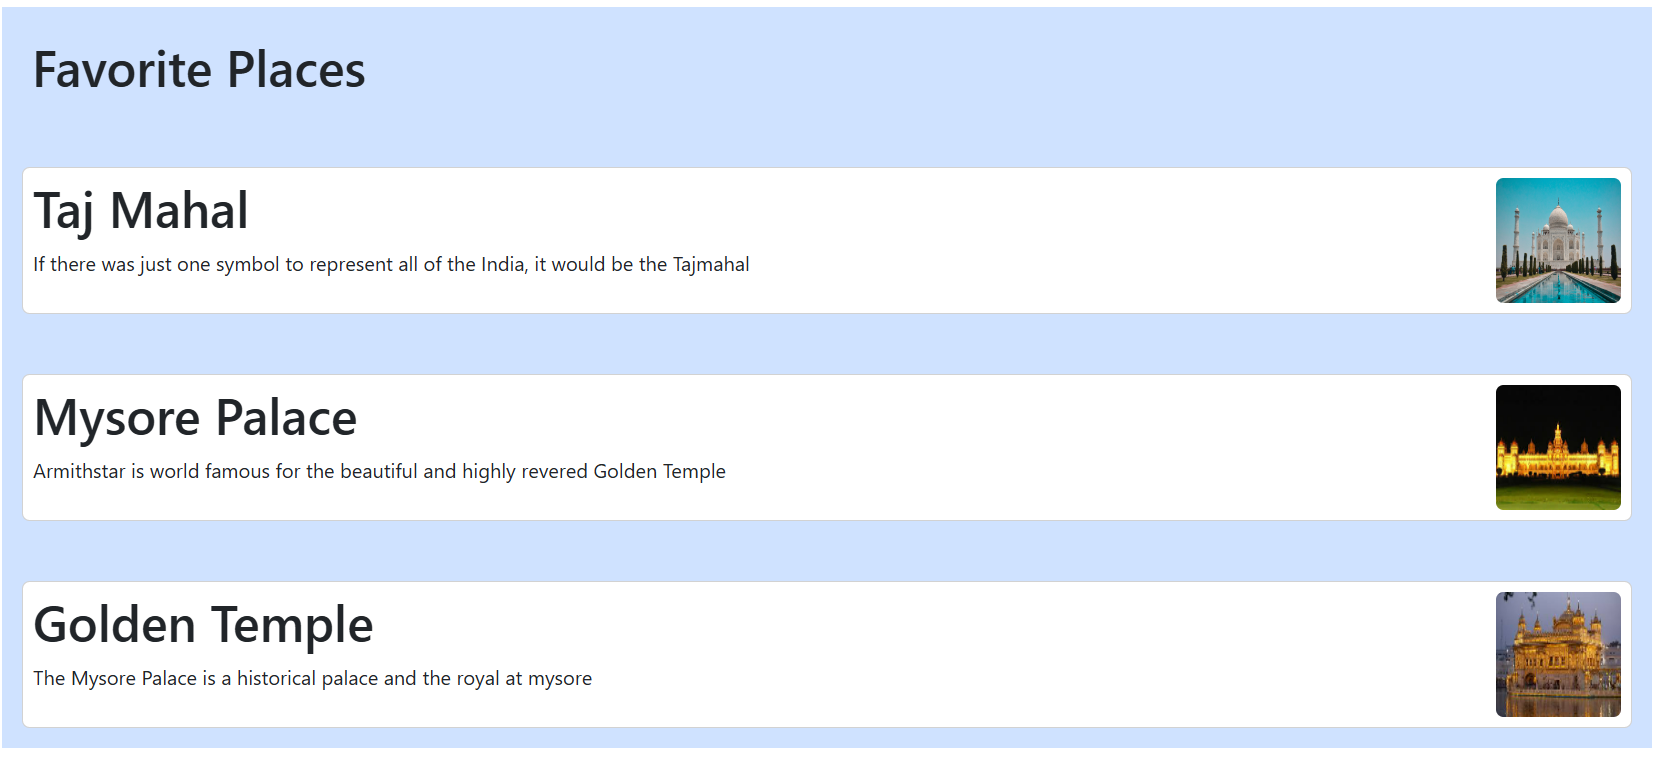 Favorite Places
Taj Mahal
If there was just one symbol to represent all of the India, it would be the Tajmahal
Mysore Palace
Armithstar is world famous for the beautiful and highly revered Golden Temple
Golden Temple
The Mysore Palace is a historical palace and the royal at mysore